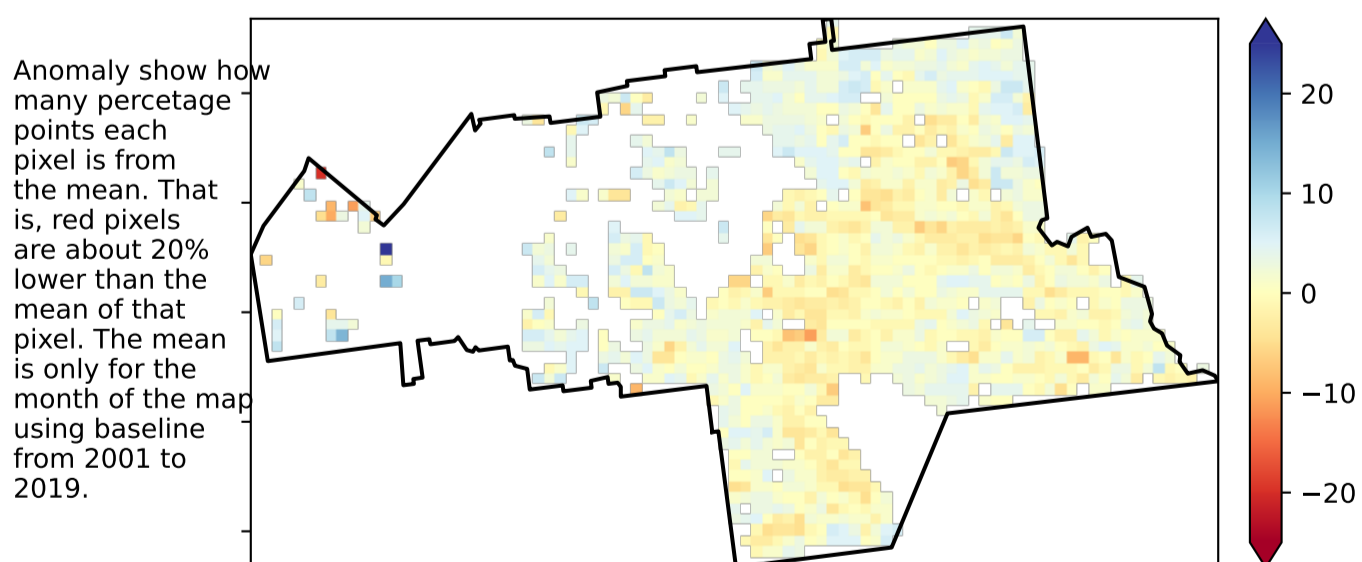 Anomaly show how
many percetage
points each
pixel is from
the mean. That
is, red pixels
are about 20%
lower than the
mean of that
pixel. The mean
is only for the
month of the map
using baseline
from 2001 to
2019.
20
10
0
−10
−20